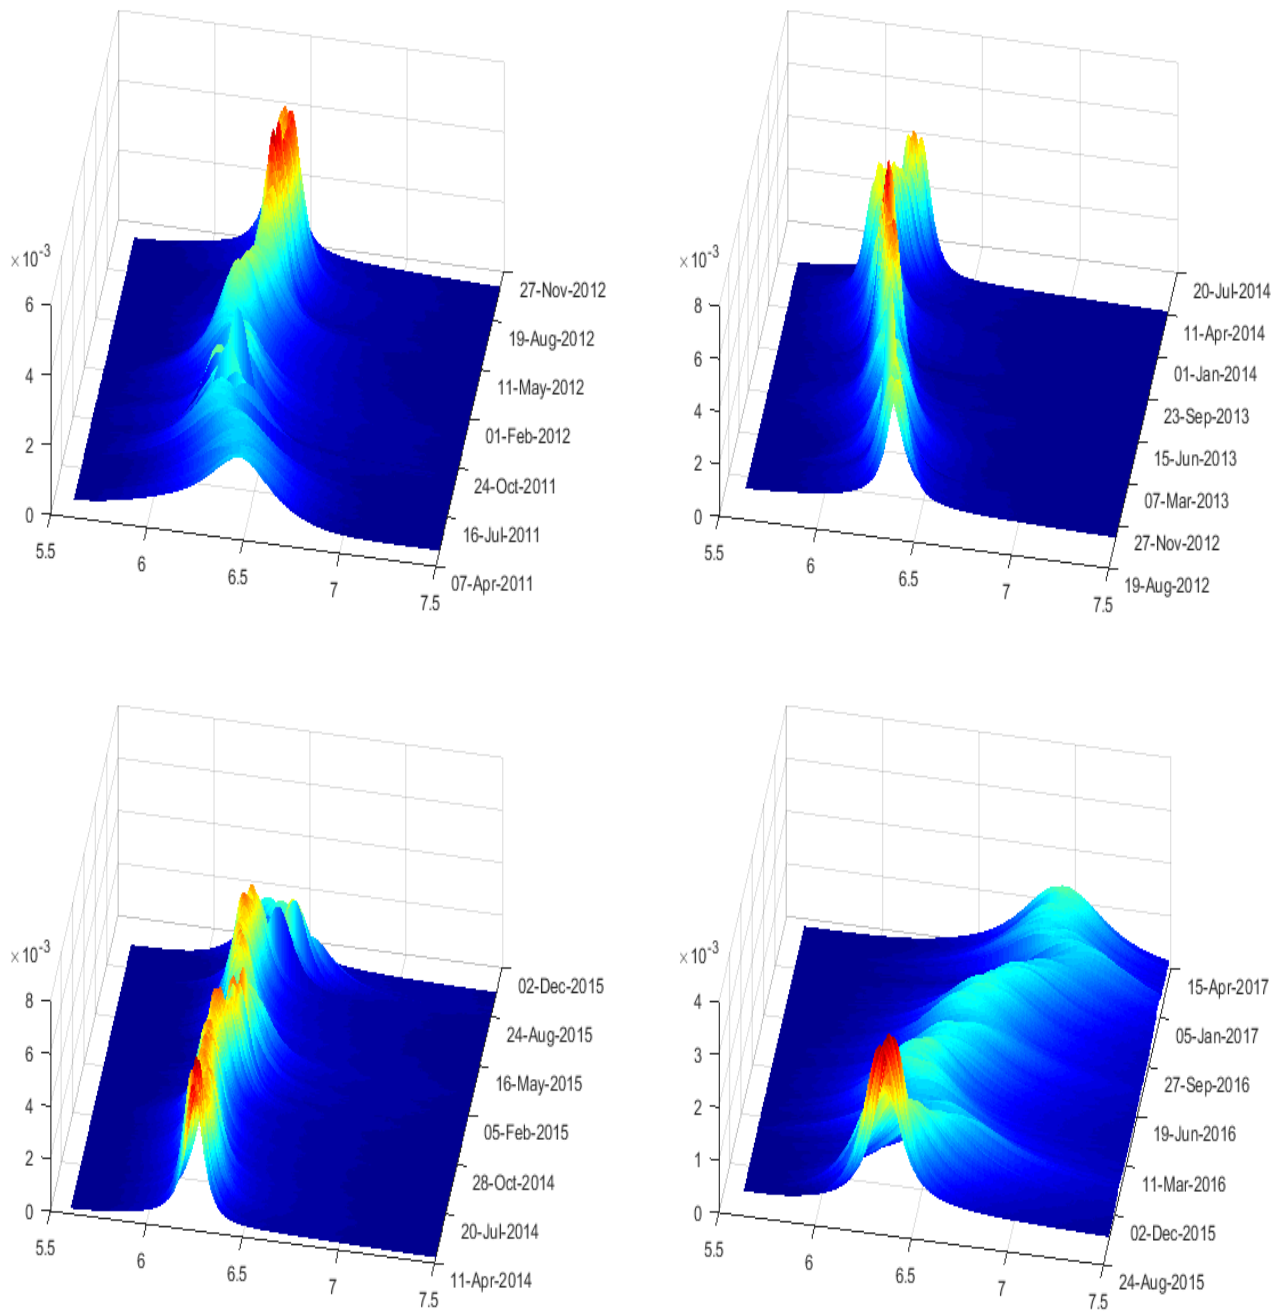 ×10⁻³
6
4
2
0
5.5
6
6.5
7
7.5
27-Nov-2012
19-Aug-2012
11-May-2012
01-Feb-2012
24-Oct-2011
16-Jul-2011
07-Apr-2011
×10⁻³
8
6
4
2
0
5.5
6
6.5
7
7.5
20-Jul-2014
11-Apr-2014
01-Jan-2014
23-Sep-2013
15-Jun-2013
07-Mar-2013
27-Nov-2012
19-Aug-2012
×10⁻³
8
6
4
2
0
5.5
6
6.5
7
7.5
02-Dec-2015
24-Aug-2015
16-May-2015
05-Feb-2015
28-Oct-2014
20-Jul-2014
11-Apr-2014
×10⁻³
4
3
2
1
0
5.5
6
6.5
7
7.5
15-Apr-2017
05-Jan-2017
27-Sep-2016
19-Jun-2016
11-Mar-2016
02-Dec-2015
24-Aug-2015